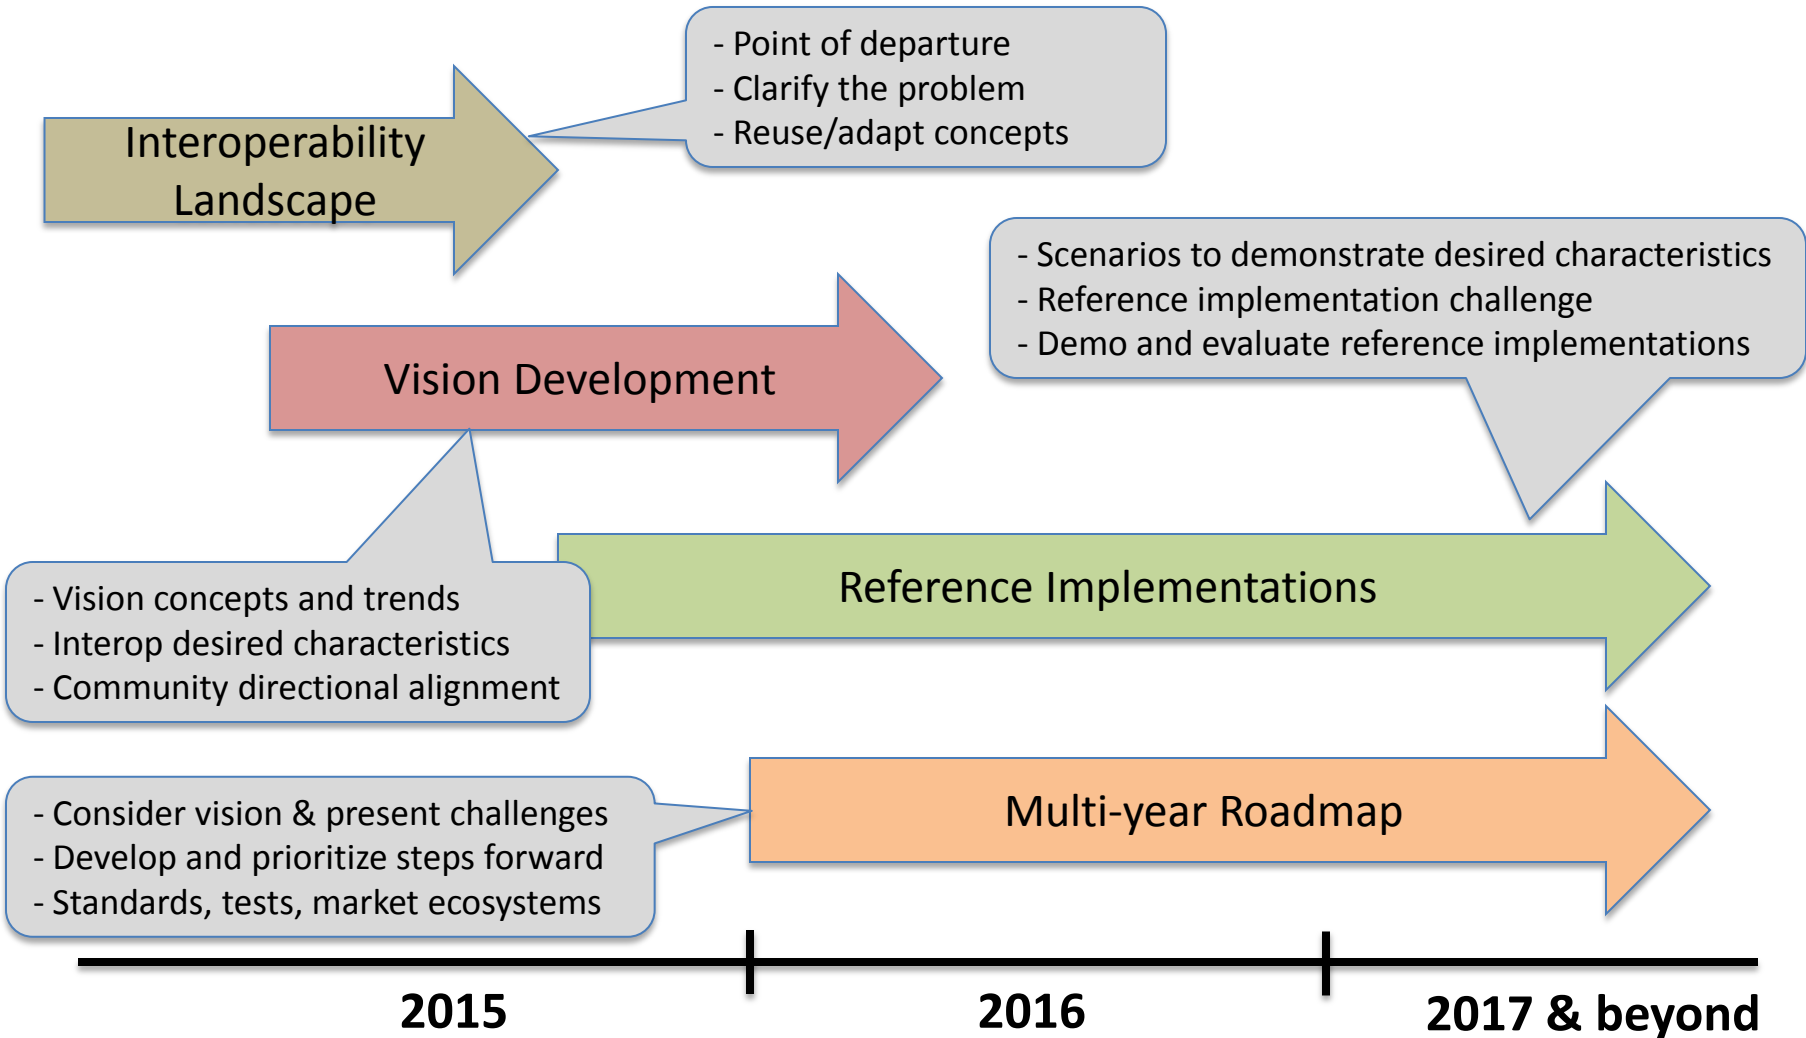 - Point of departure
- Clarify the problem
- Reuse/adapt concepts
Interoperability
Landscape
- Scenarios to demonstrate desired characteristics
- Reference implementation challenge
- Demo and evaluate reference implementations
Vision Development
Reference Implementations
- Vision concepts and trends
- Interop desired characteristics
- Community directional alignment
Multi-year Roadmap
- Consider vision & present challenges
- Develop and prioritize steps forward
- Standards, tests, market ecosystems
2015
2016
2017 & beyond